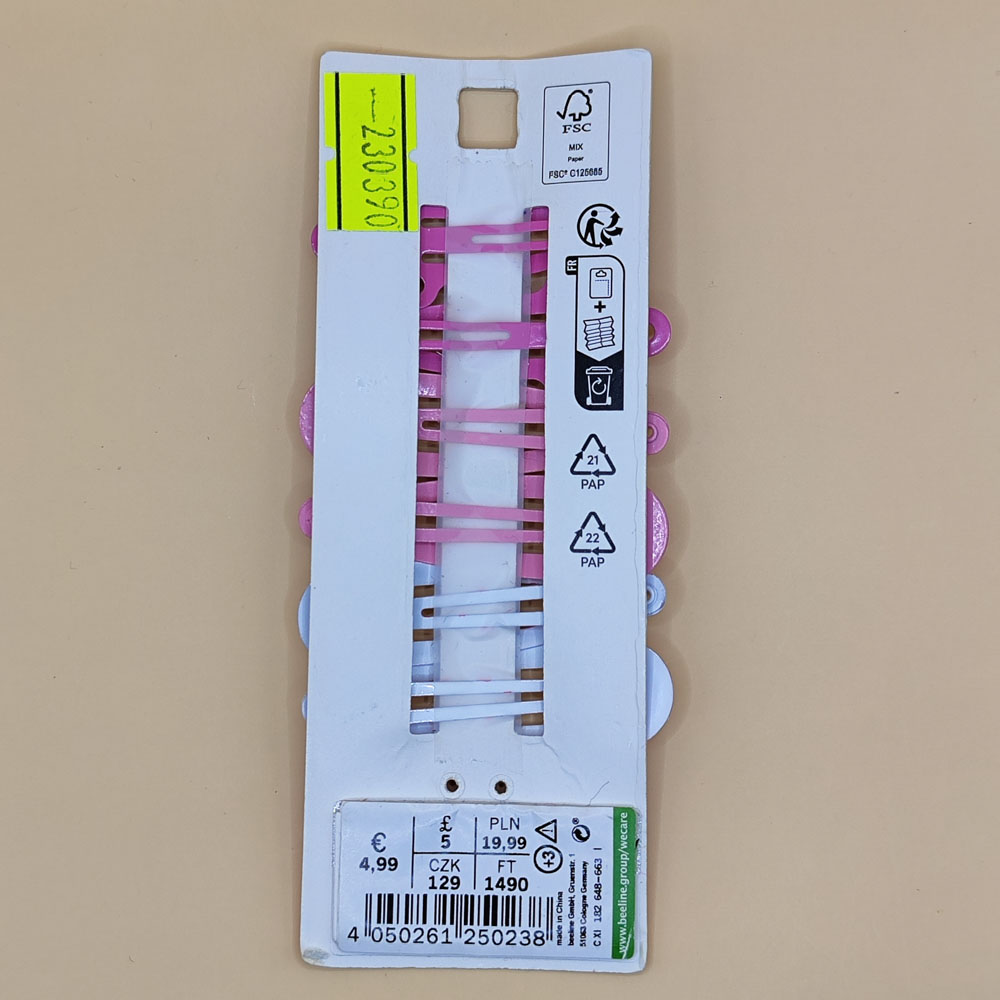 230390
FSC
MIX
Paper
FSC® C125665
FR
+
21
PAP
22
PAP
€
4,99
£
5
PLN
19,99
CZK
129
FT
1490
+3
4 050261 250238
made in China
beeline GmbH, Gruenstr. 1
51063 Cologne Germany
C XI 182 648-663 I
www.beeline.group/wecare